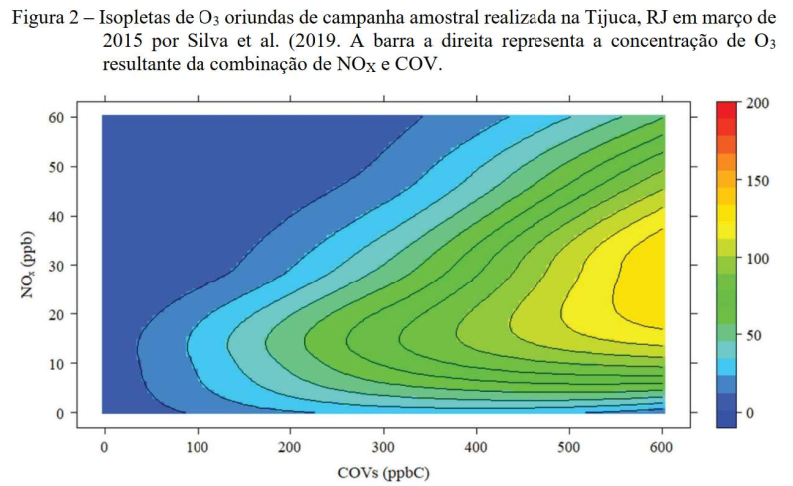 Figura 2 – Isopletas de O3 oriundas de campanha amostral realizada na Tijuca, RJ em março de
2015 por Silva et al. (2019. A barra a direita representa a concentração de O3
resultante da combinação de NOX e COV.
200
150
100
50
0
60
50
40
30
20
10
0
NOx (ppb)
0 100 200 300 400 500 600
COVs (ppbC)